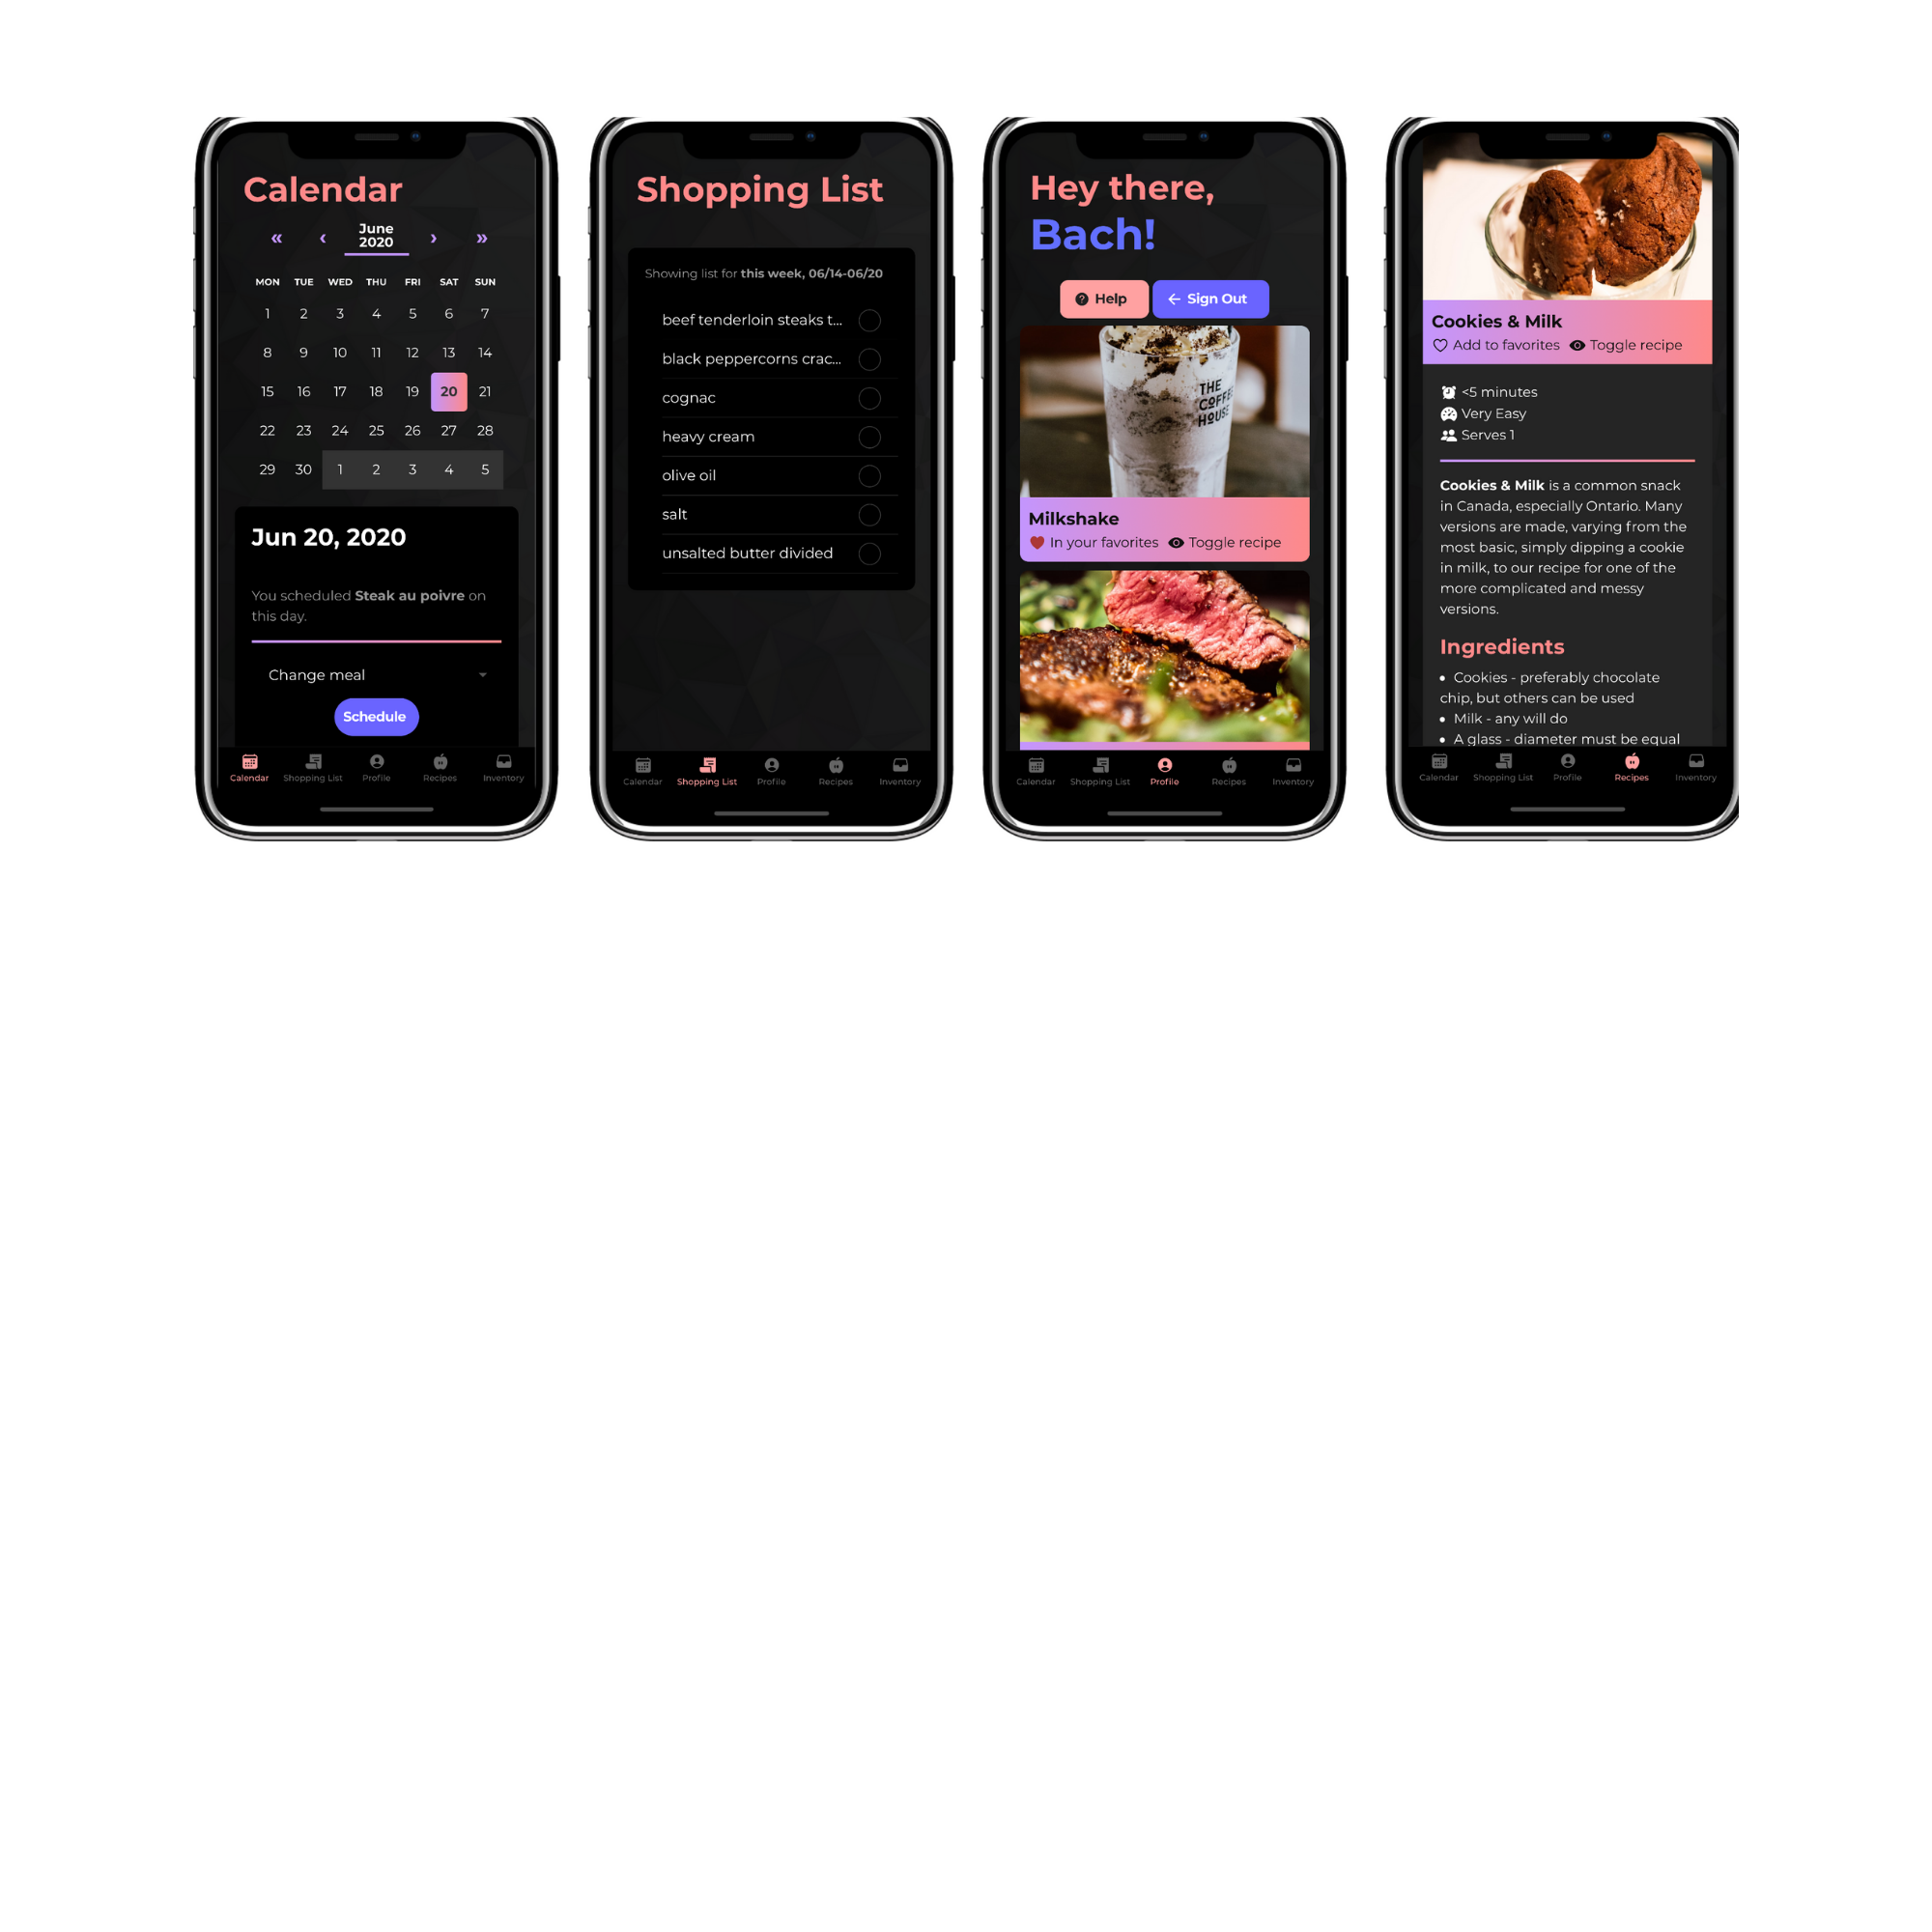 Calendar
« ‹ June 2020 › »
MON TUE WED THU FRI SAT SUN
1 2 3 4 5 6 7
8 9 10 11 12 13 14
15 16 17 18 19 20 21
22 23 24 25 26 27 28
29 30 1 2 3 4 5
Jun 20, 2020
You scheduled Steak au poivre on
this day.
Change meal
Schedule
Calendar Shopping List Profile Recipes Inventory
Shopping List
Showing list for this week, 06/14-06/20
beef tenderloin steaks t...
black peppercorns crac...
cognac
heavy cream
olive oil
salt
unsalted butter divided
Calendar Shopping List Profile Recipes Inventory
Hey there,
Bach!
Help Sign Out
THE
COFFEE
HOUSE
Milkshake
In your favorites Toggle recipe
Calendar Shopping List Profile Recipes Inventory
Cookies & Milk
Add to favorites Toggle recipe
<5 minutes
Very Easy
Serves 1
Cookies & Milk is a common snack
in Canada, especially Ontario. Many
versions are made, varying from the
most basic, simply dipping a cookie
in milk, to our recipe for one of the
more complicated and messy
versions.
Ingredients
• Cookies - preferably chocolate
chip, but others can be used
• Milk - any will do
• A glass - diameter must be equal
Calendar Shopping List Profile Recipes Inventory